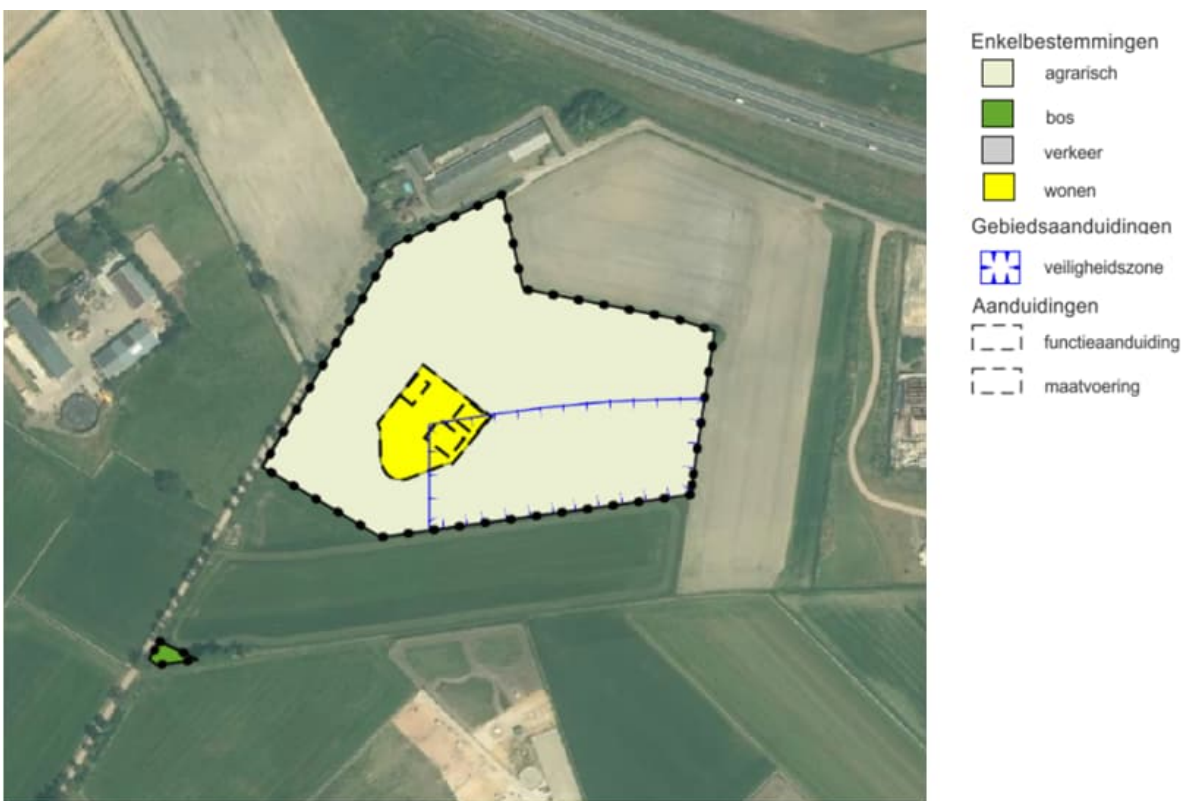 Enkelbestemmingen
agrarisch
bos
verkeer
wonen
Gebiedsaanduidingen
veiligheidszone
Aanduidingen
functieaanduiding
maatvoering